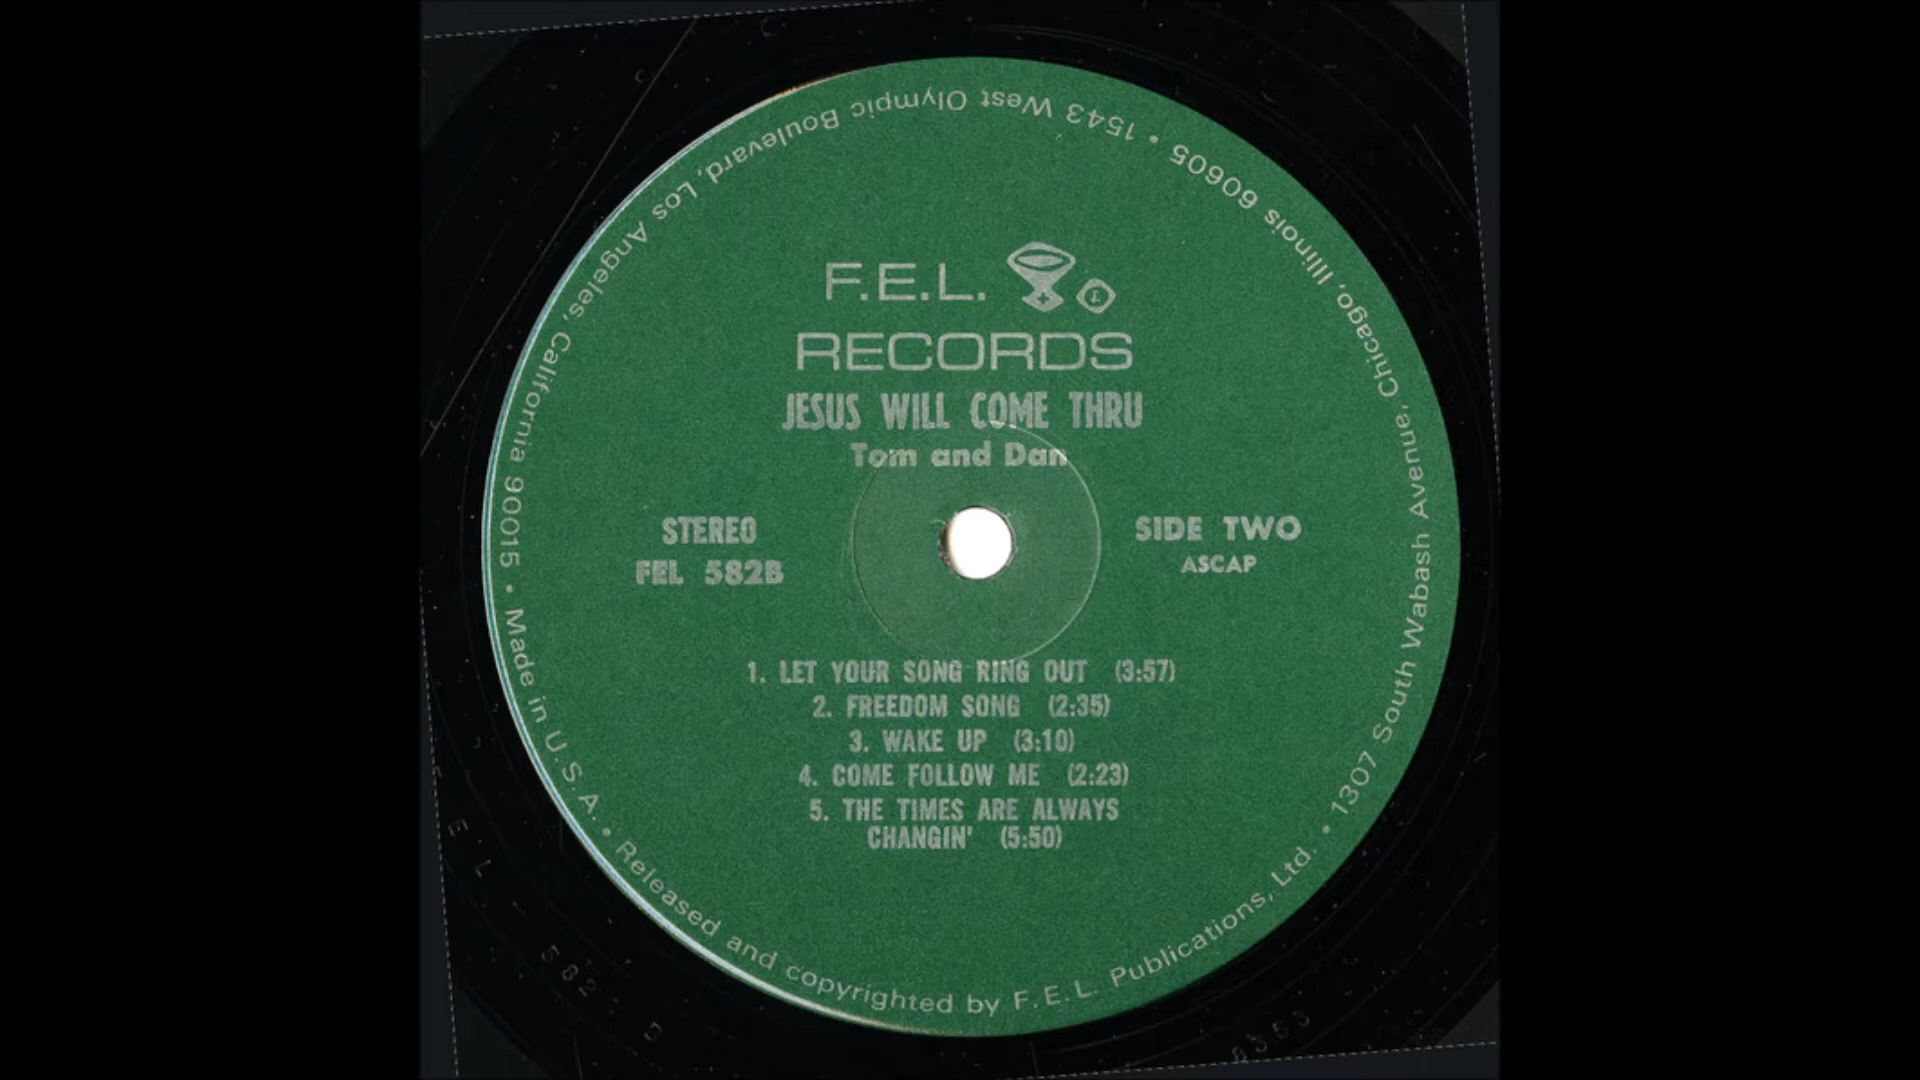 F.E.L.
RECORDS
JESUS WILL COME THRU
Tom and Dan
STEREO
FEL 582B
SIDE TWO
ASCAP
1. LET YOUR SONG RING OUT (3:57)
2. FREEDOM SONG (2:35)
3. WAKE UP (3:10)
4. COME FOLLOW ME (2:23)
5. THE TIMES ARE ALWAYS
CHANGIN' (5:50)
Made in U.S.A. • Released and copyrighted by F.E.L. Publications, Ltd. • 1307 South Wabash Avenue, Chicago, Illinois 60605 • 1543 West Olympic Boulevard, Los Angeles, California 90015 •